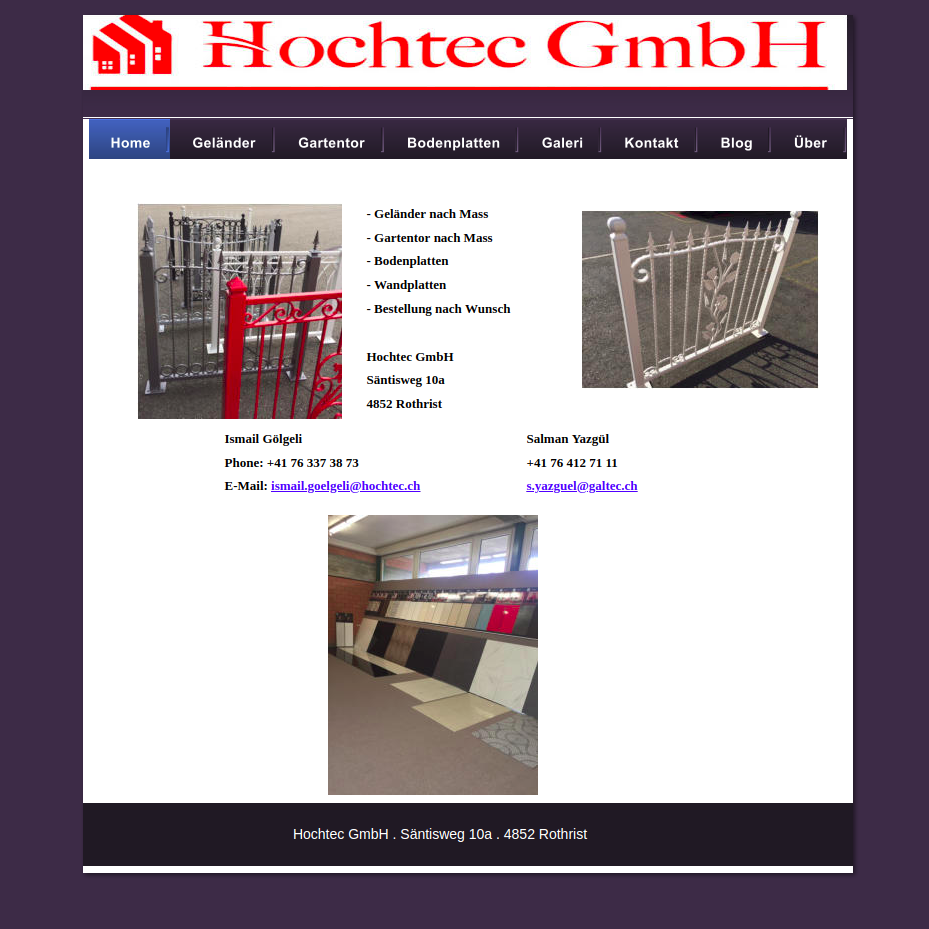 Hochtec GmbH
Home Geländer Gartentor Bodenplatten Galeri Kontakt Blog Über
- Geländer nach Mass
- Gartentor nach Mass
- Bodenplatten
- Wandplatten
- Bestellung nach Wunsch
Hochtec GmbH
Säntisweg 10a
4852 Rothrist
Ismail Gölgeli
Phone: +41 76 337 38 73
E-Mail: ismail.goelgeli@hochtec.ch
Salman Yazgül
+41 76 412 71 11
s.yazguel@galtec.ch
Hochtec GmbH . Säntisweg 10a . 4852 Rothrist